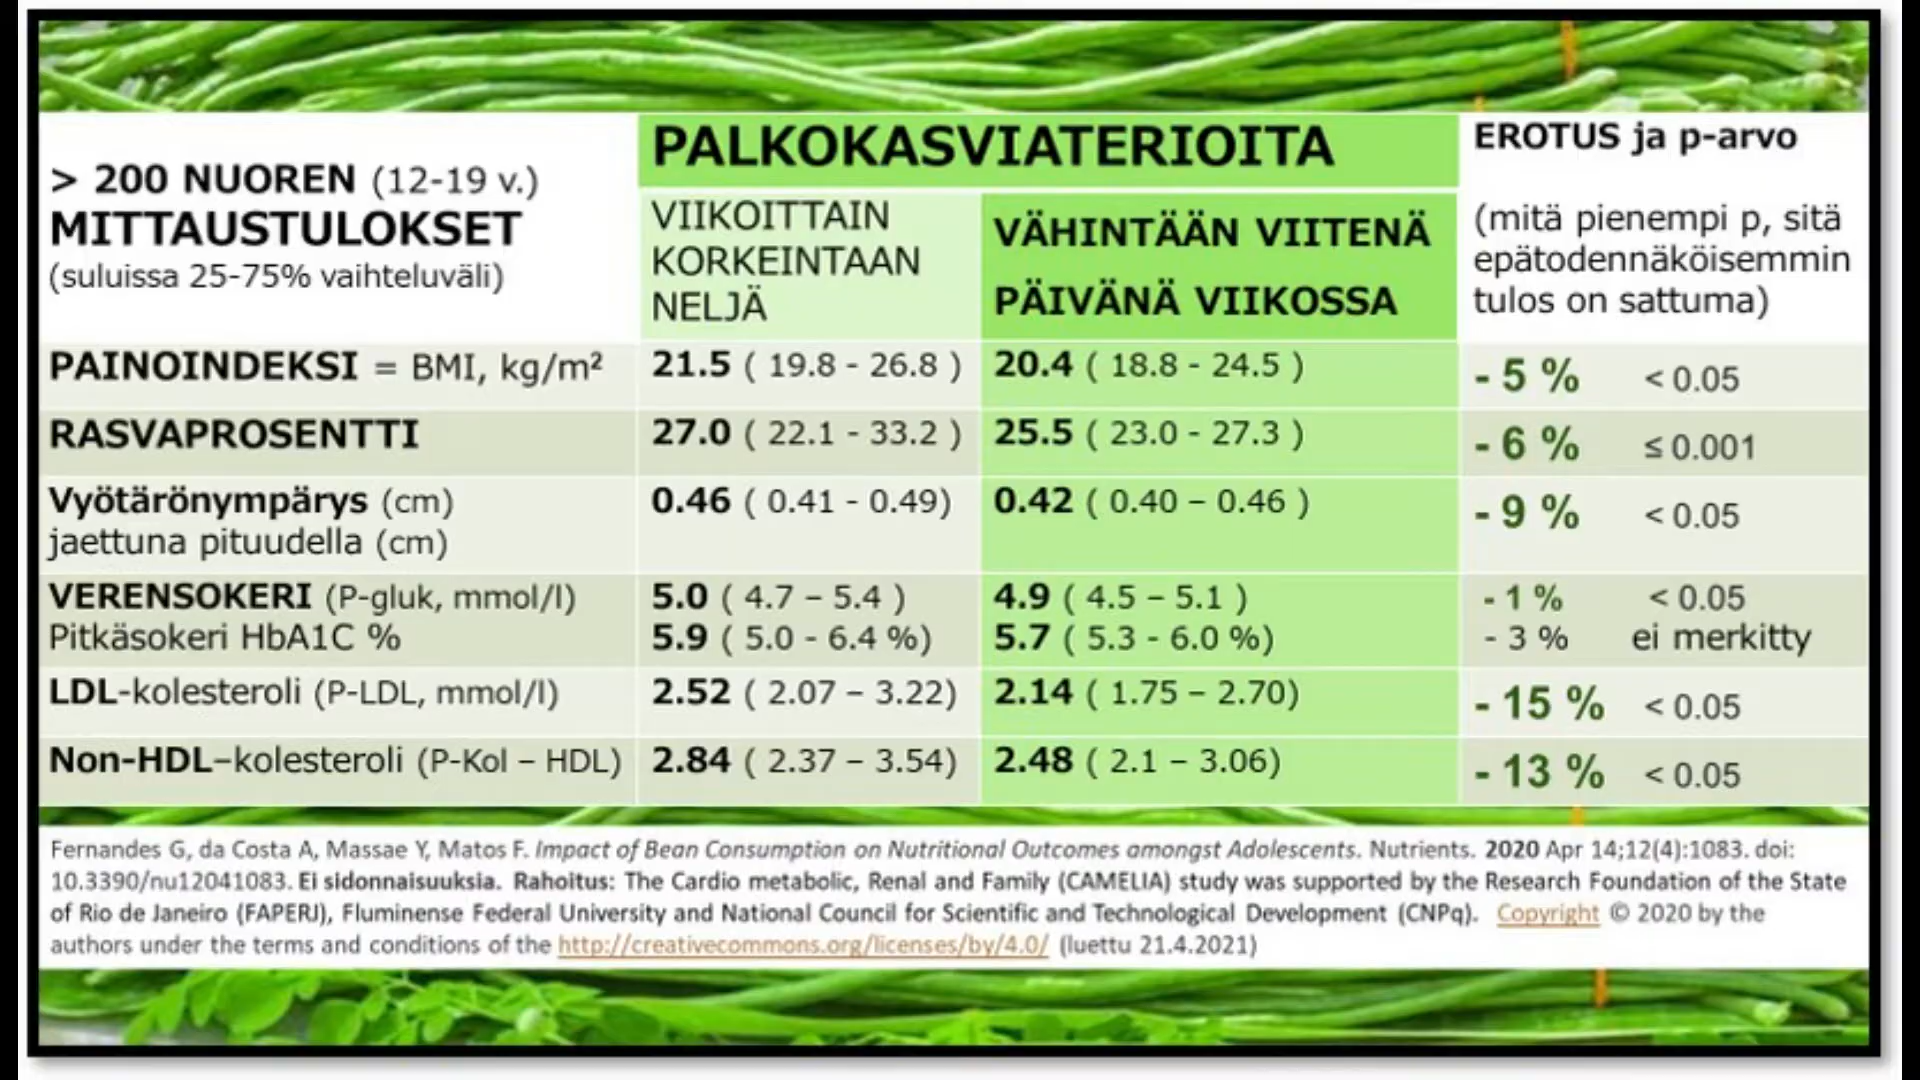 > 200 NUOREN (12-19 v.)
MITTAUSTULOKSET
(suluissa 25-75% vaihteluväli)
PALKOKASVIATERIOITA
VIIKOITTAIN
KORKEINTAAN
NELJÄ
VÄHINTÄÄN VIITENÄ
PÄIVÄNÄ VIIKOSSA
EROTUS ja p-arvo
(mitä pienempi p, sitä
epätodennäköisemmin
tulos on sattuma)
PAINOINDEKSI = BMI, kg/m² 21.5 ( 19.8 - 26.8 ) 20.4 ( 18.8 - 24.5 ) - 5 % < 0.05
RASVAPROSENTTI 27.0 ( 22.1 - 33.2 ) 25.5 ( 23.0 - 27.3 ) - 6 % ≤ 0.001
Vyötärönympärys (cm) 0.46 ( 0.41 - 0.49) 0.42 ( 0.40 – 0.46 ) - 9 % < 0.05
jaettuna pituudella (cm)
VERENSOKERI (P-gluk, mmol/l) 5.0 ( 4.7 – 5.4 ) 4.9 ( 4.5 – 5.1 ) - 1 % < 0.05
Pitkäsokeri HbA1C % 5.9 ( 5.0 - 6.4 %) 5.7 ( 5.3 - 6.0 %) - 3 % ei merkitty
LDL-kolesteroli (P-LDL, mmol/l) 2.52 ( 2.07 – 3.22) 2.14 ( 1.75 – 2.70) - 15 % < 0.05
Non-HDL–kolesteroli (P-Kol – HDL) 2.84 ( 2.37 – 3.54) 2.48 ( 2.1 – 3.06) - 13 % < 0.05
Fernandes G, da Costa A, Massae Y, Matos F. Impact of Bean Consumption on Nutritional Outcomes amongst Adolescents. Nutrients. 2020 Apr 14;12(4):1083. doi:
10.3390/nu12041083. Ei sidonnaisuuksia. Rahoitus: The Cardio metabolic, Renal and Family (CAMELIA) study was supported by the Research Foundation of the State
of Rio de Janeiro (FAPERJ), Fluminense Federal University and National Council for Scientific and Technological Development (CNPq). Copyright © 2020 by the
authors under the terms and conditions of the http://creativecommons.org/licenses/by/4.0/ (luettu 21.4.2021)